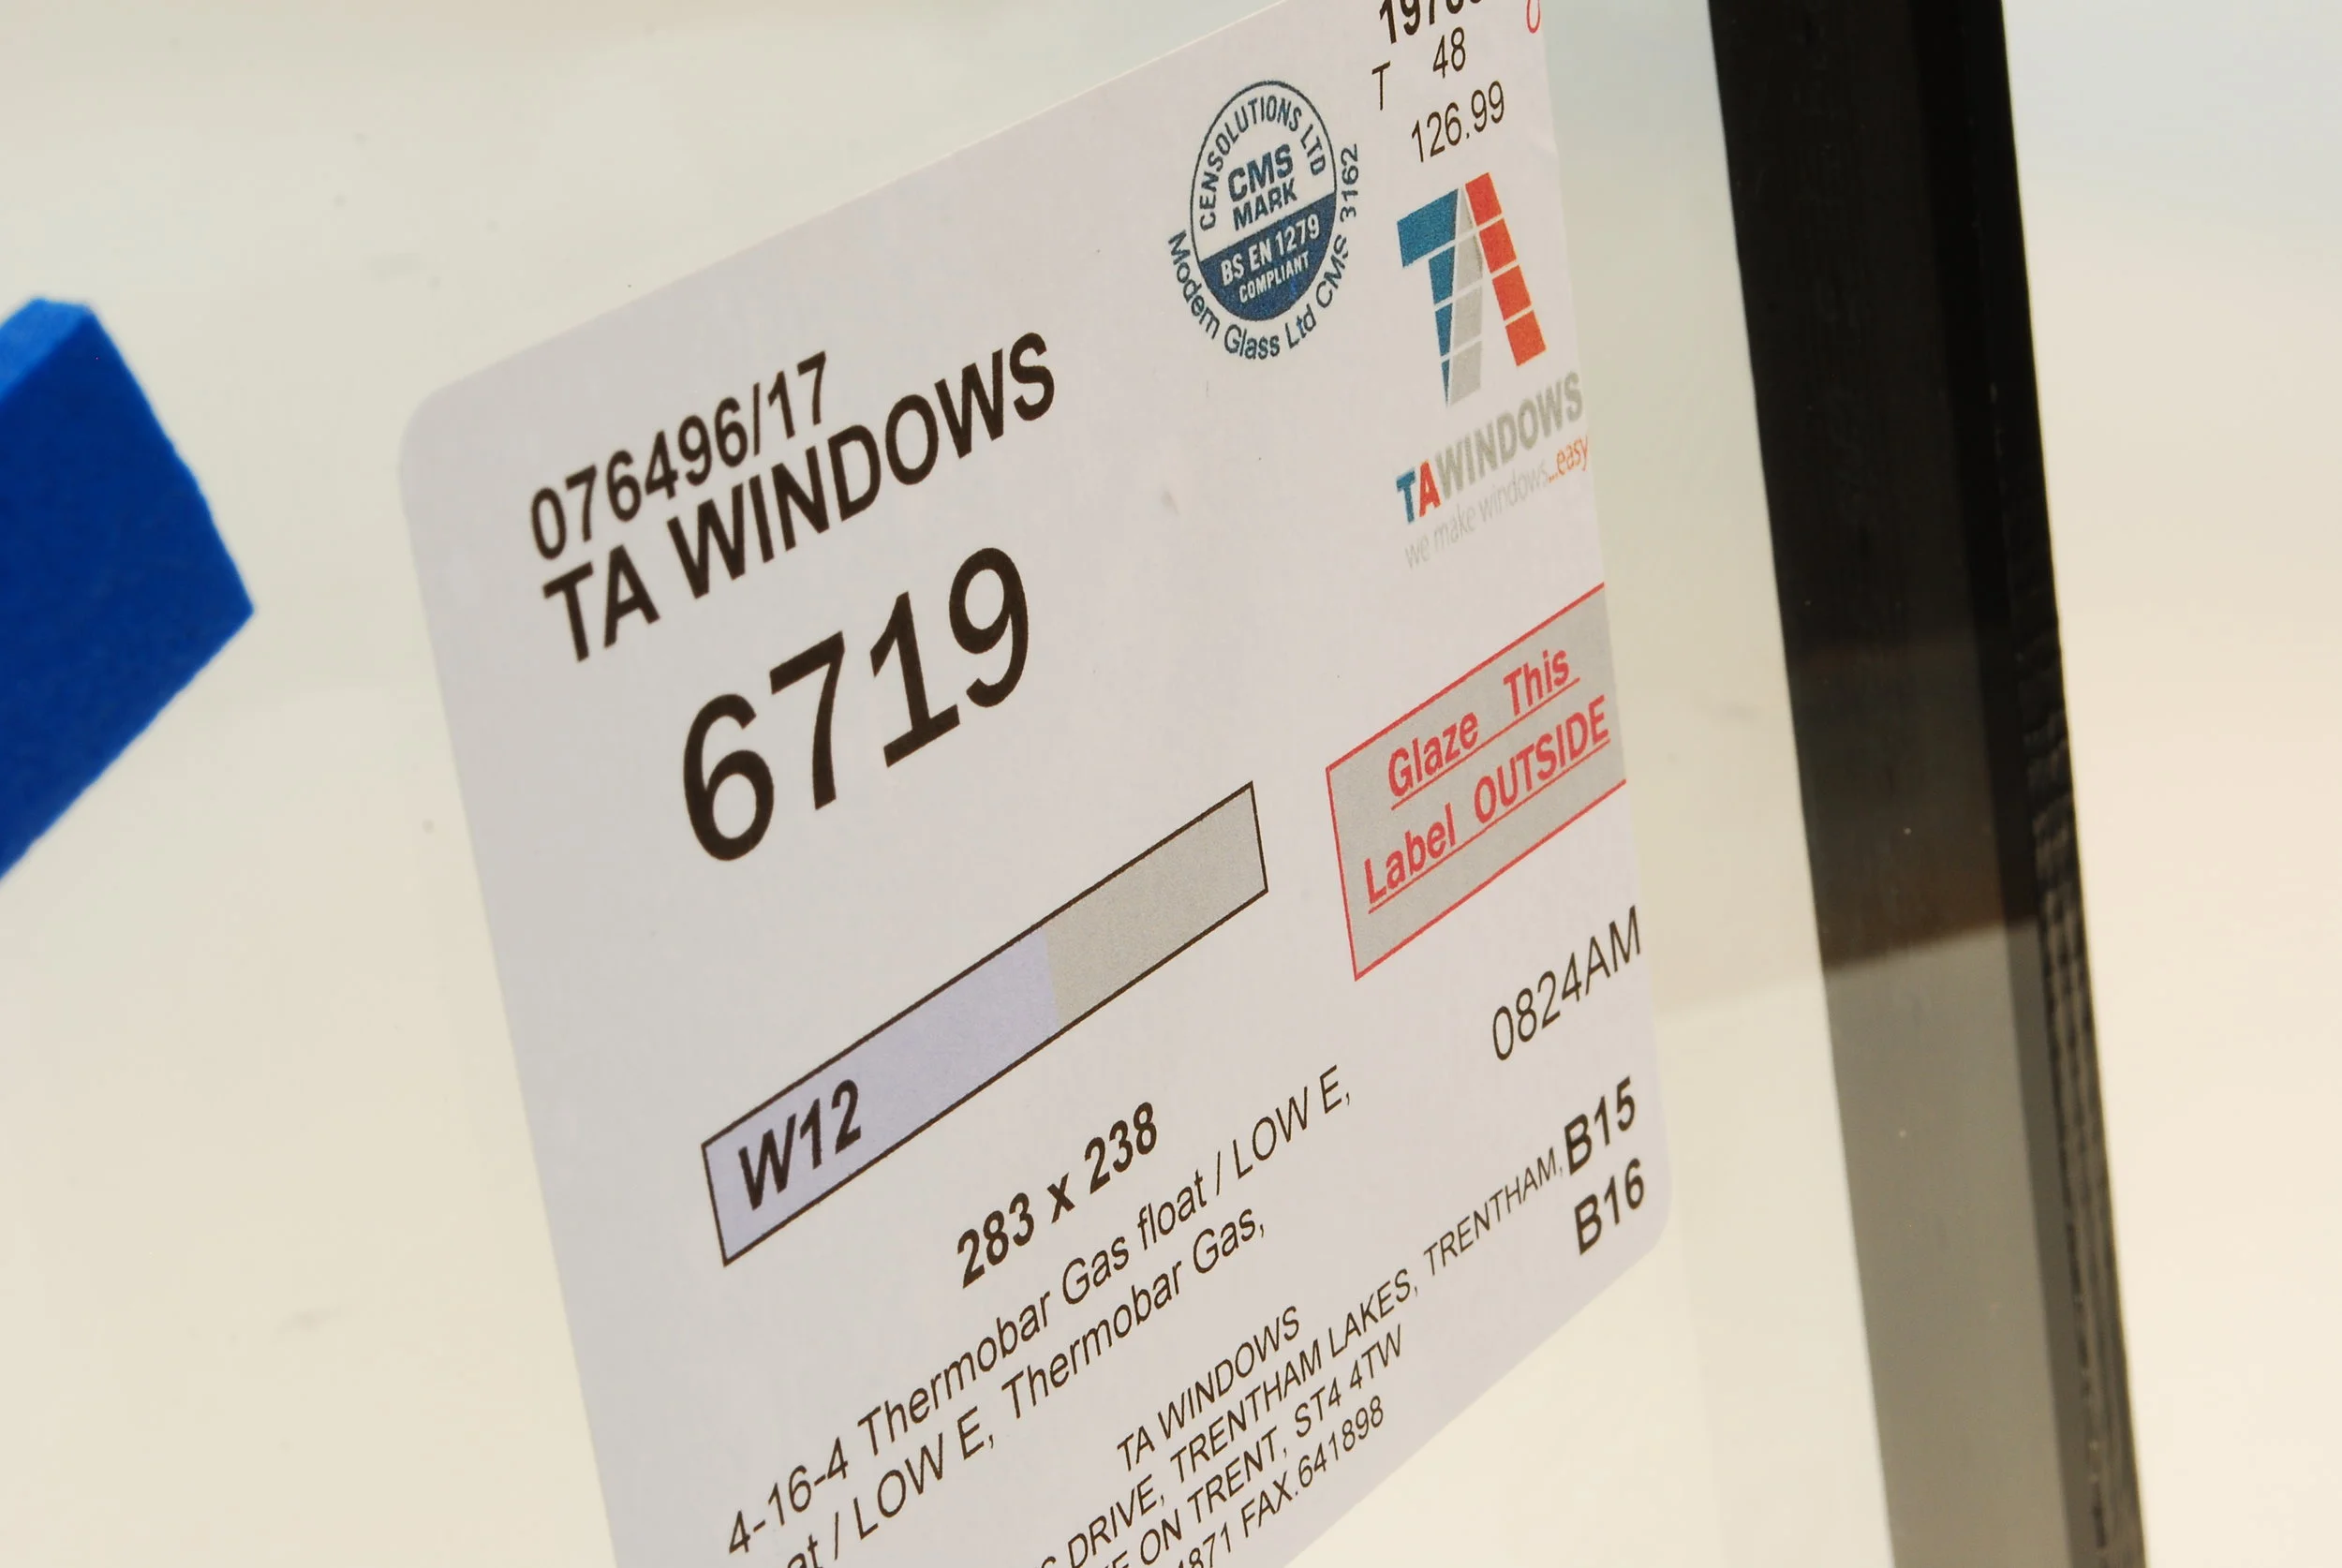 48
T
126.99
CENSOLUTIONS LTD
CMS
MARK
BS EN 1279
COMPLIANT
Modern Glass Ltd CMS 3162
TA
TAWINDOWS
we make windows...easy
076496/17
TA WINDOWS
6719
Glaze This
Label OUTSIDE
W12
0824AM
283 x 238
4-16-4 Thermobar Gas float / LOW E,
/ LOW E, Thermobar Gas,
B15
B16
TA WINDOWS
DRIVE, TRENTHAM LAKES, TRENTHAM,
ON TRENT, ST4 4TW
FAX.641898